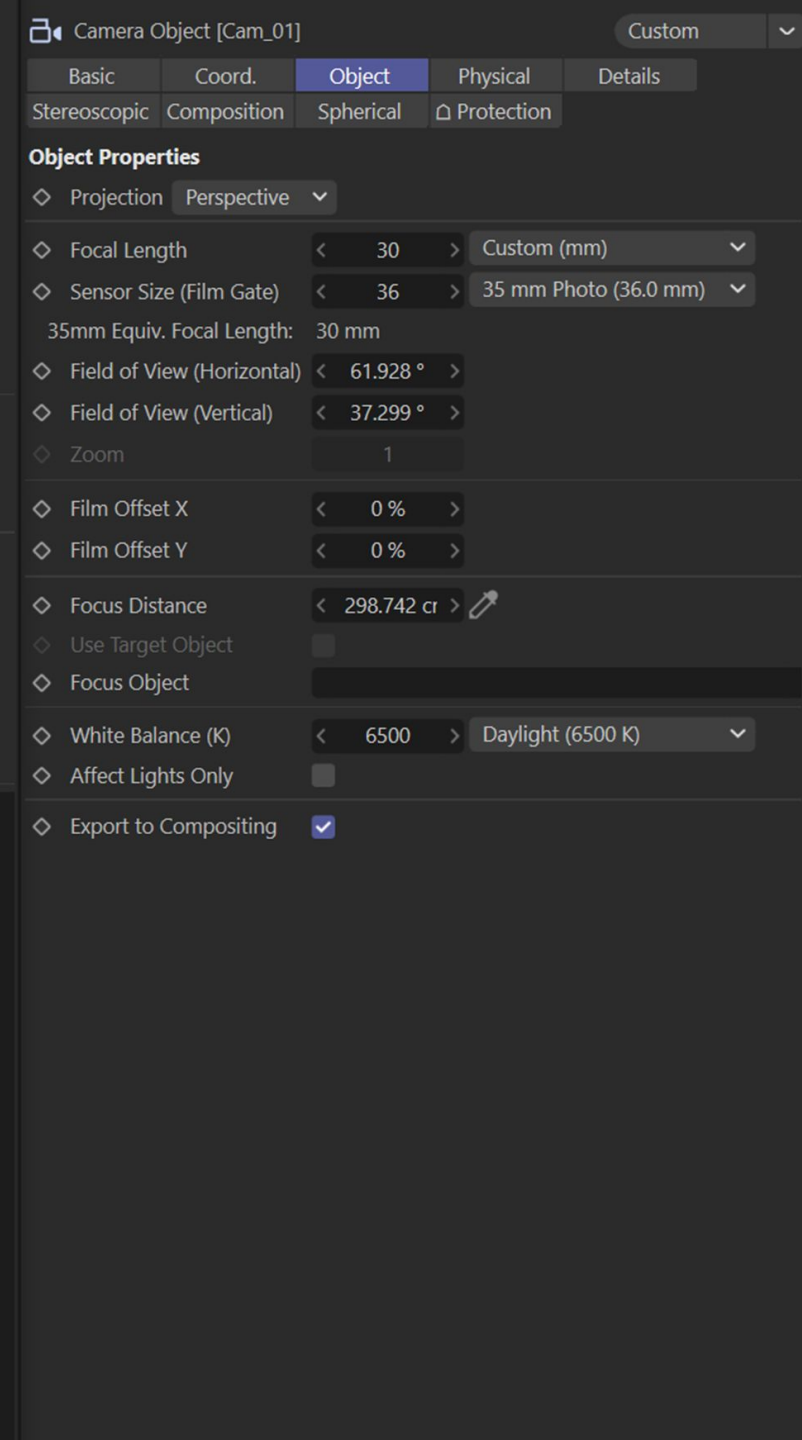 Camera Object [Cam_01] Custom
Basic Coord. Object Physical Details
Stereoscopic Composition Spherical Protection
Object Properties
Projection Perspective
Focal Length 30 Custom (mm)
Sensor Size (Film Gate) 36 35 mm Photo (36.0 mm)
35mm Equiv. Focal Length: 30 mm
Field of View (Horizontal) 61.928 °
Field of View (Vertical) 37.299 °
Zoom 1
Film Offset X 0 %
Film Offset Y 0 %
Focus Distance 298.742 cr
Use Target Object
Focus Object
White Balance (K) 6500 Daylight (6500 K)
Affect Lights Only
Export to Compositing